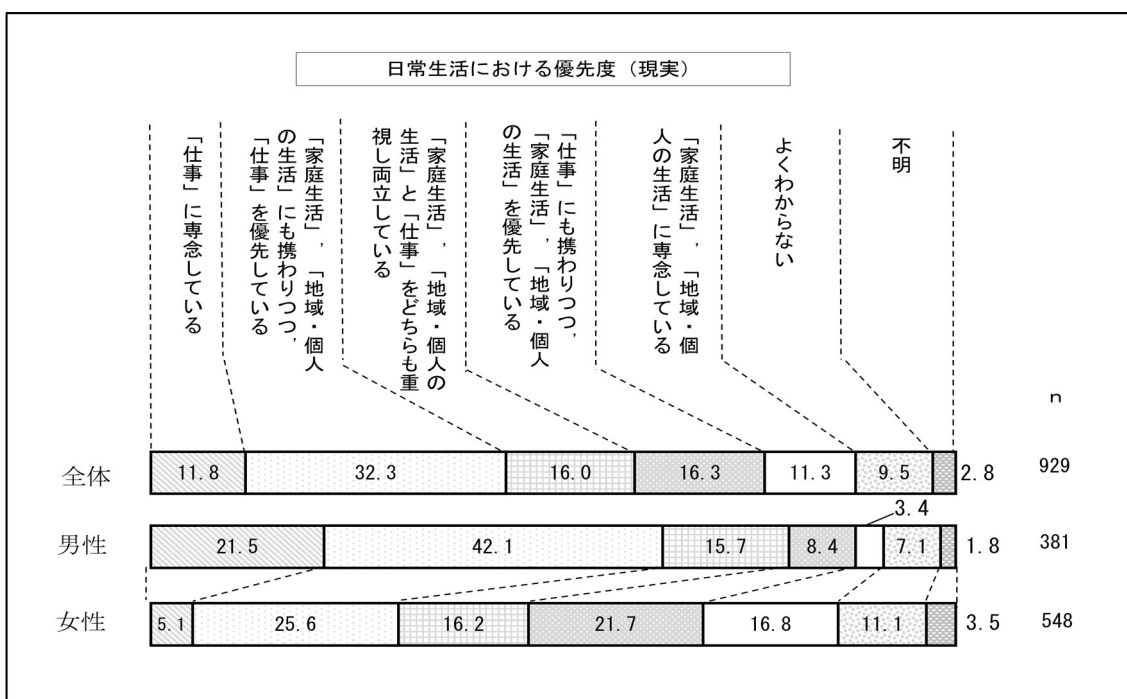 日常生活における優先度（現実）
「仕事」に専念している
「家庭生活」，「地域・個人
の生活」にも携わりつつ，
「仕事」を優先している
「家庭生活」，「地域・個人の
生活」と「仕事」をどちらも重
視し両立している
「仕事」にも携わりつつ，
「家庭生活」，「地域・個人
の生活」を優先している
「家庭生活」，「地域・個
人の生活」に専念している
よくわからない
不明
n
全体 11.8 32.3 16.0 16.3 11.3 9.5 2.8 929
3.4
男性 21.5 42.1 15.7 8.4 7.1 1.8 381
女性 5.1 25.6 16.2 21.7 16.8 11.1 3.5 548